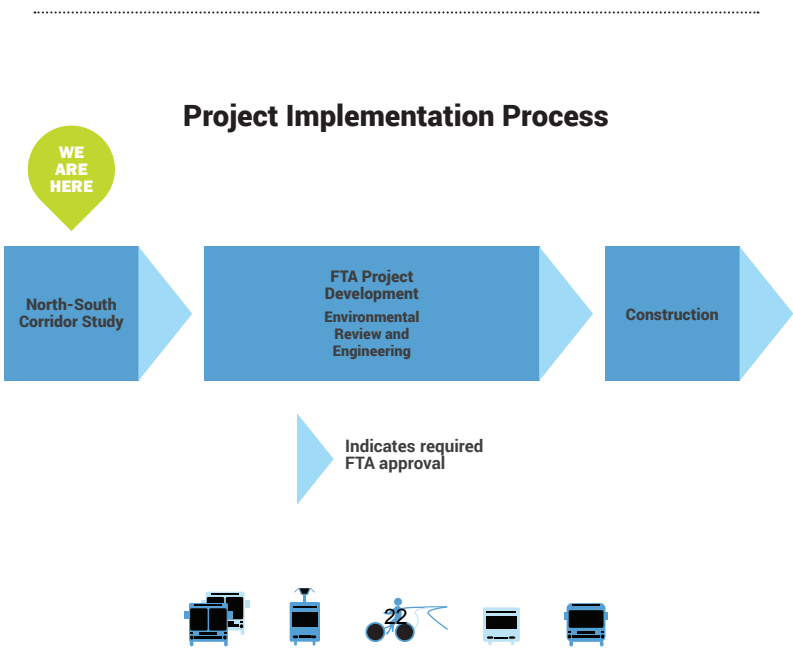 Project Implementation Process
WE
ARE
HERE
North-South
Corridor Study
FTA Project
Development
Environmental
Review and
Engineering
Construction
Indicates required
FTA approval
22